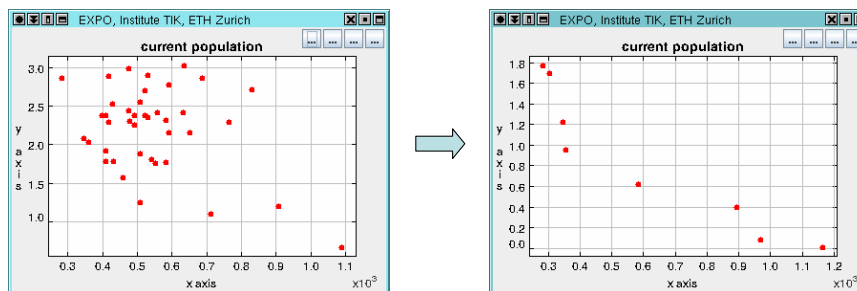 EXPO, Institute TIK, ETH Zurich
... ... ... ...
current population
3.0
2.5
2.0
1.5
1.0
y axis
0.3 0.4 0.5 0.6 0.7 0.8 0.9 1.0 1.1
x axis
x10³
EXPO, Institute TIK, ETH Zurich
... ... ... ...
current population
1.8
1.6
1.4
1.2
1.0
0.8
0.6
0.4
0.2
0.0
y axis
0.3 0.4 0.5 0.6 0.7 0.8 0.9 1.0 1.1 1.2
x axis
x10³